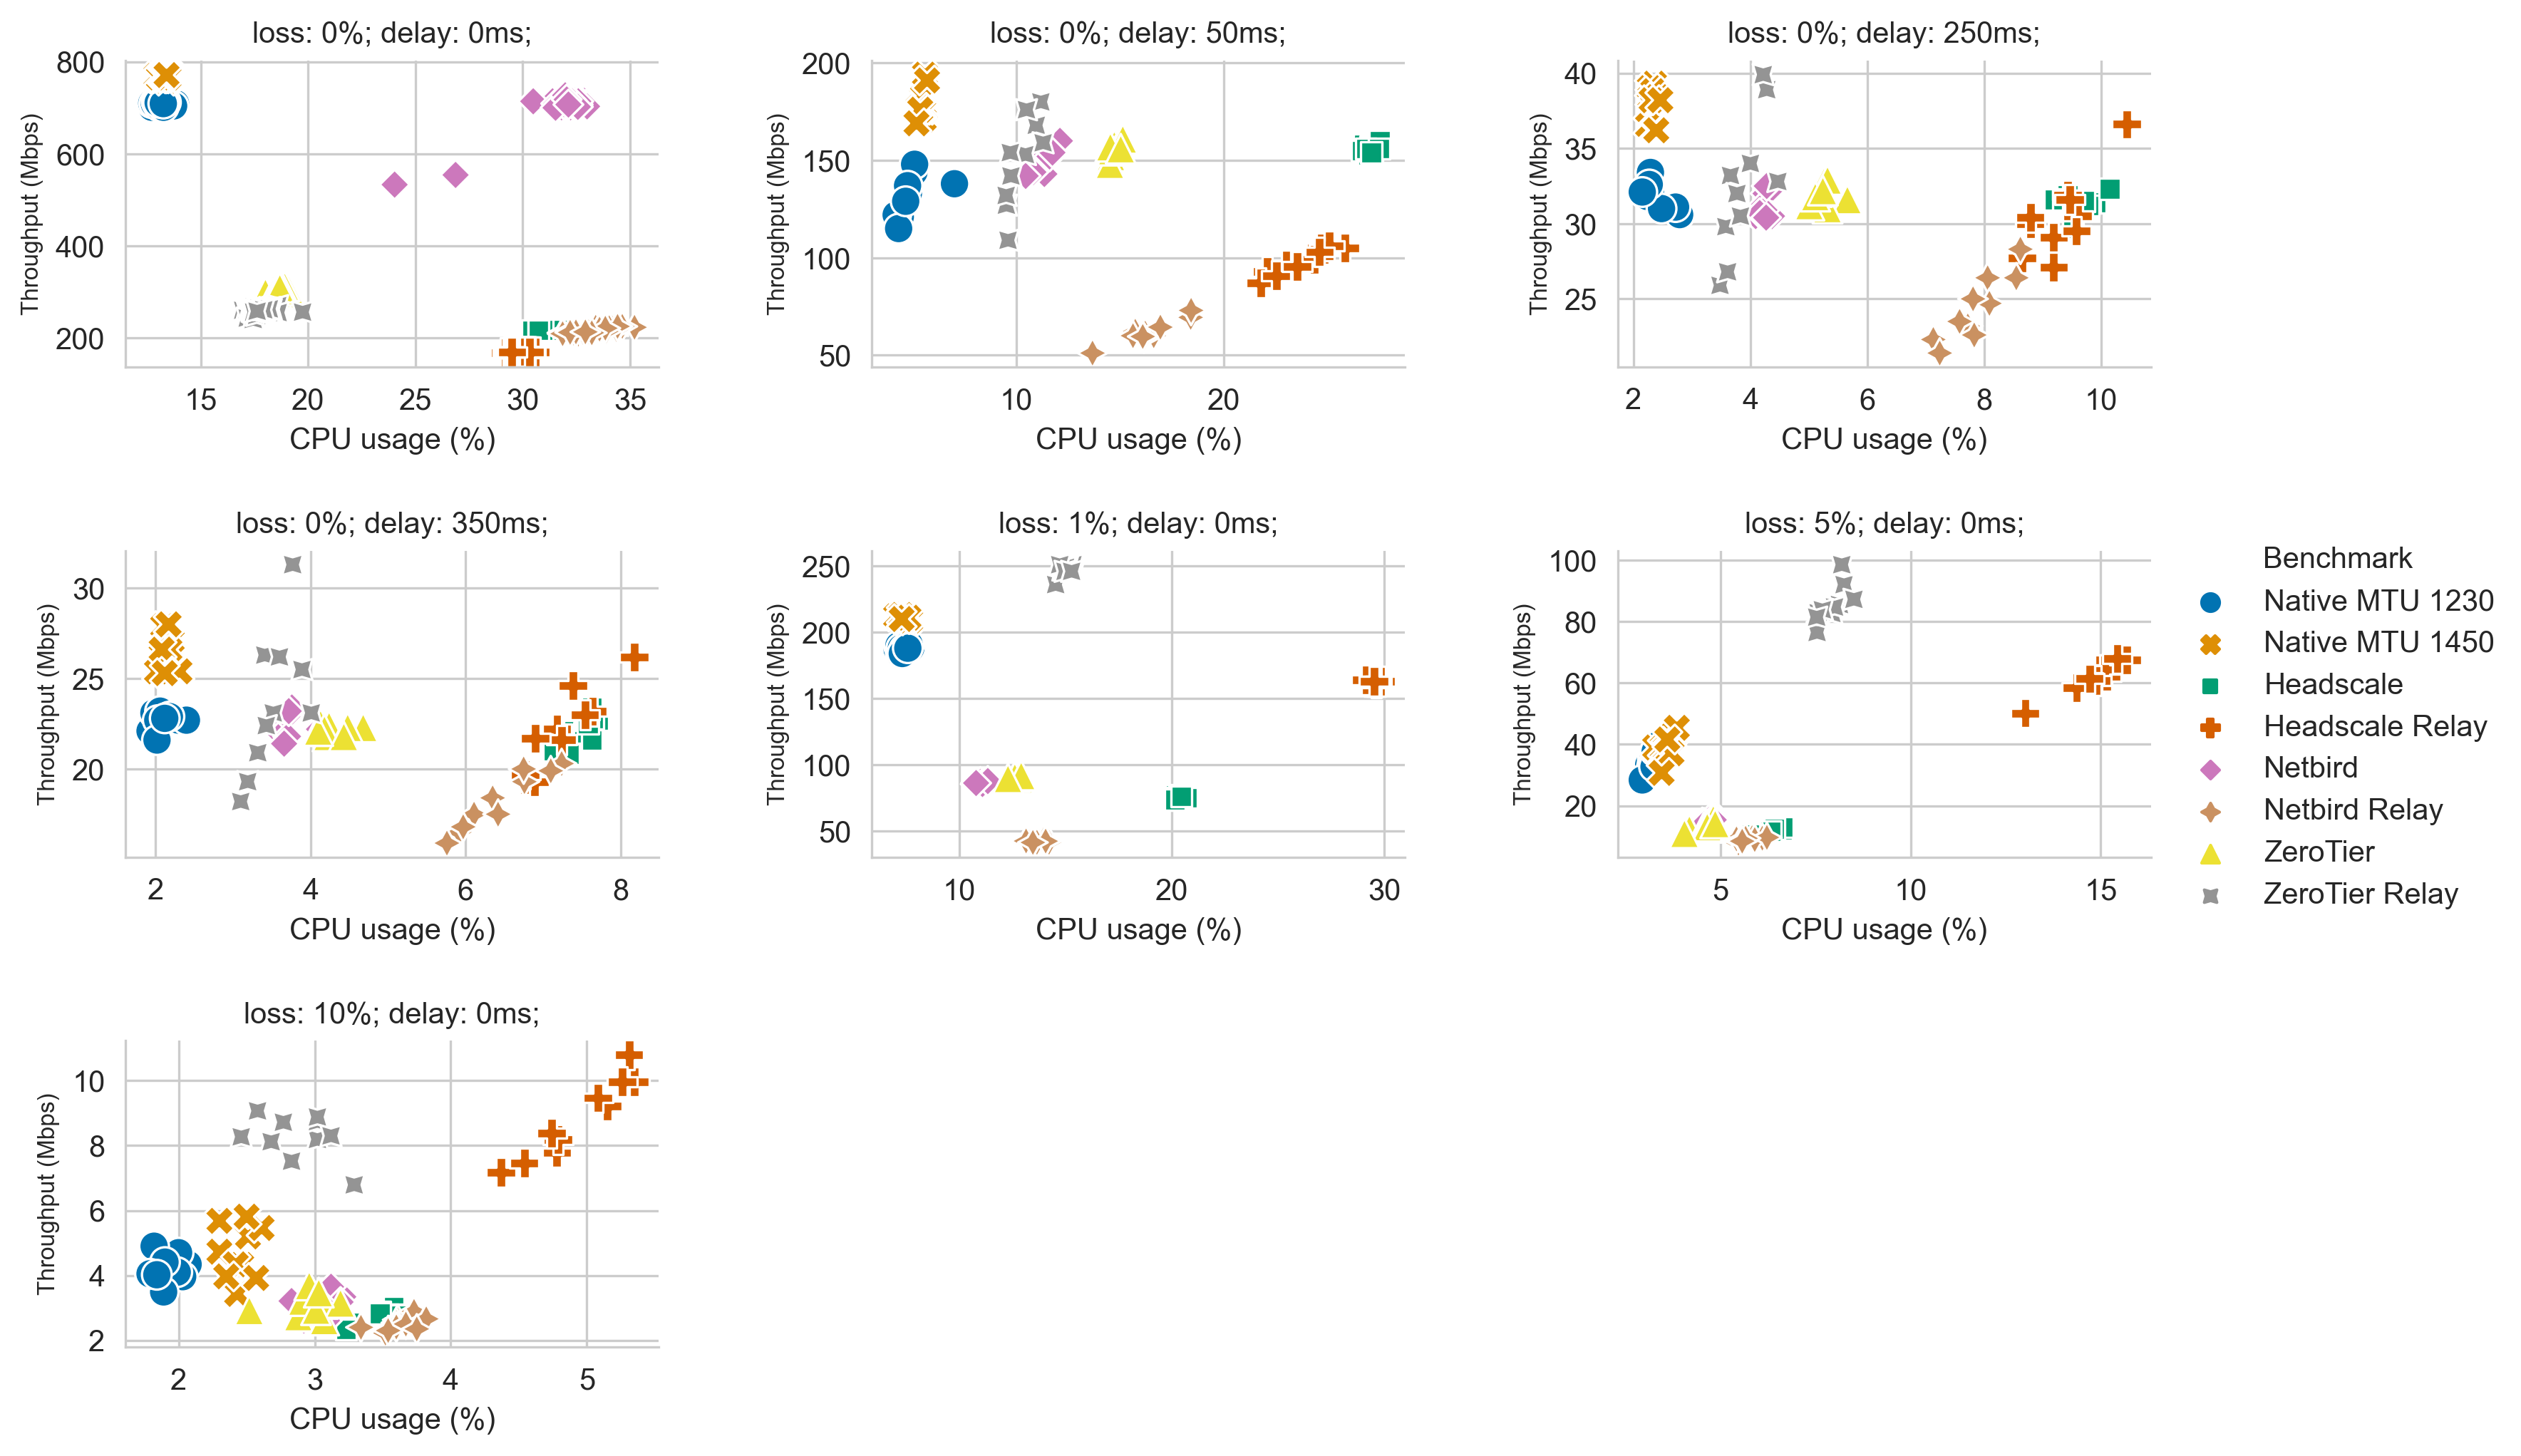 loss: 0%; delay: 0ms;
Throughput (Mbps)
800
600
400
200
15 20 25 30 35
CPU usage (%)
loss: 0%; delay: 50ms;
Throughput (Mbps)
200
150
100
50
10 20
CPU usage (%)
loss: 0%; delay: 250ms;
Throughput (Mbps)
40
35
30
25
2 4 6 8 10
CPU usage (%)
loss: 0%; delay: 350ms;
Throughput (Mbps)
30
25
20
2 4 6 8
CPU usage (%)
loss: 1%; delay: 0ms;
Throughput (Mbps)
250
200
150
100
50
10 20 30
CPU usage (%)
loss: 5%; delay: 0ms;
Throughput (Mbps)
100
80
60
40
20
5 10 15
CPU usage (%)
Benchmark
Native MTU 1230
Native MTU 1450
Headscale
Headscale Relay
Netbird
Netbird Relay
ZeroTier
ZeroTier Relay
loss: 10%; delay: 0ms;
Throughput (Mbps)
10
8
6
4
2
2 3 4 5
CPU usage (%)